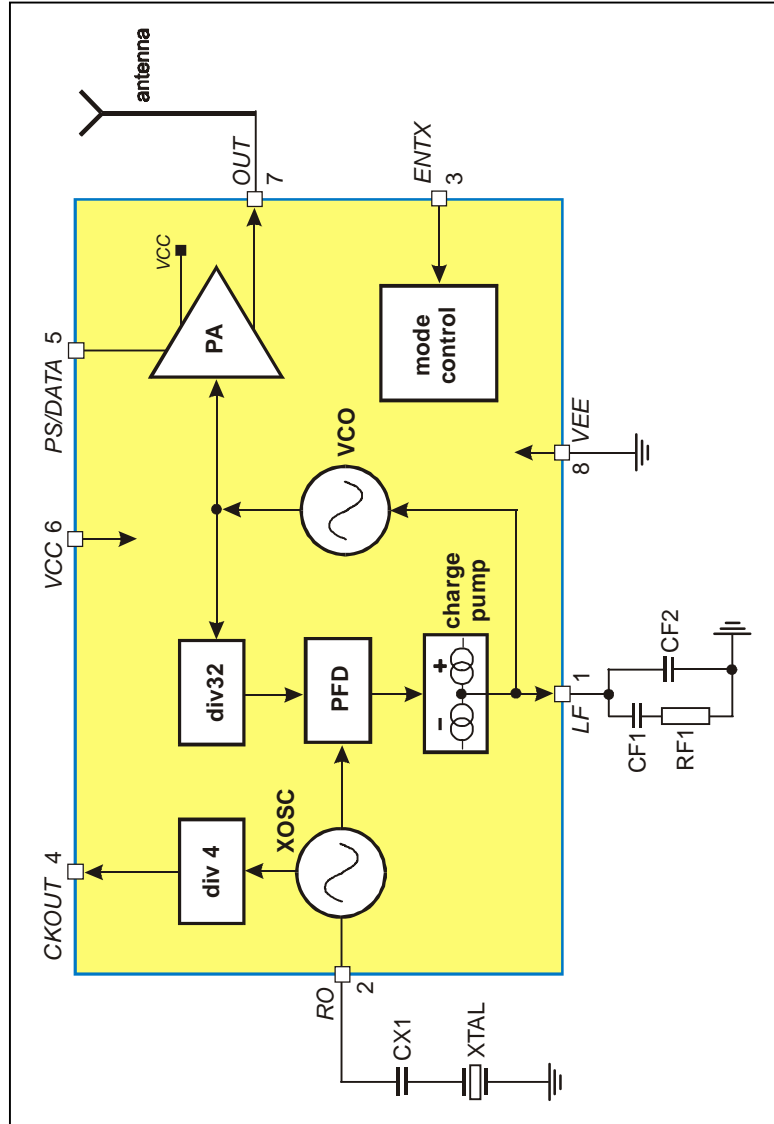 antenna
OUT
7
ENTX
3
VCC
PA
PS/DATA 5
mode
control
VCO
VCC 6
VEE
8
charge
pump
+
−
div32
PFD
LF
1
CF1
CF2
RF1
XOSC
div 4
CKOUT 4
RO
2
CX1
XTAL